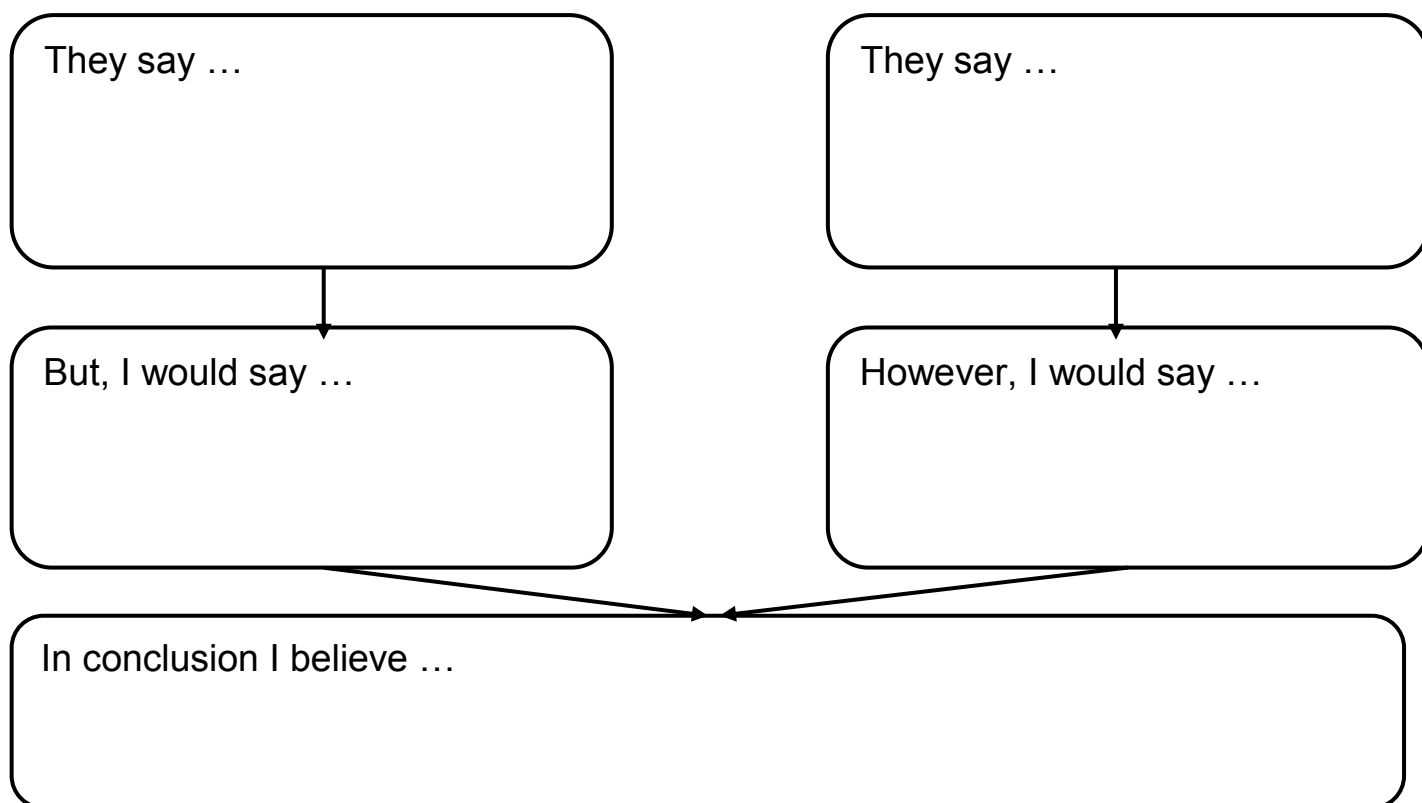 They say …
They say …
But, I would say …
However, I would say …
In conclusion I believe …